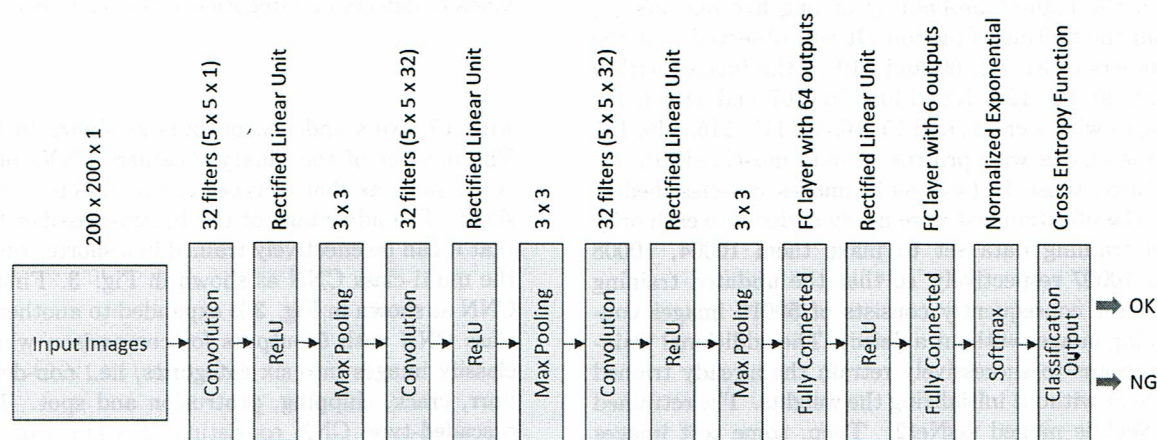 200 x 200 x 1
Input Images
32 filters (5 x 5 x 1)
Convolution
Rectified Linear Unit
ReLU
3 x 3
Max Pooling
32 filters (5 x 5 x 32)
Convolution
Rectified Linear Unit
ReLU
3 x 3
Max Pooling
32 filters (5 x 5 x 32)
Convolution
Rectified Linear Unit
ReLU
3 x 3
Max Pooling
FC layer with 64 outputs
Fully Connected
Rectified Linear Unit
ReLU
FC layer with 6 outputs
Fully Connected
Normalized Exponential
Softmax
Cross Entropy Function
Classification
Output
OK
NG